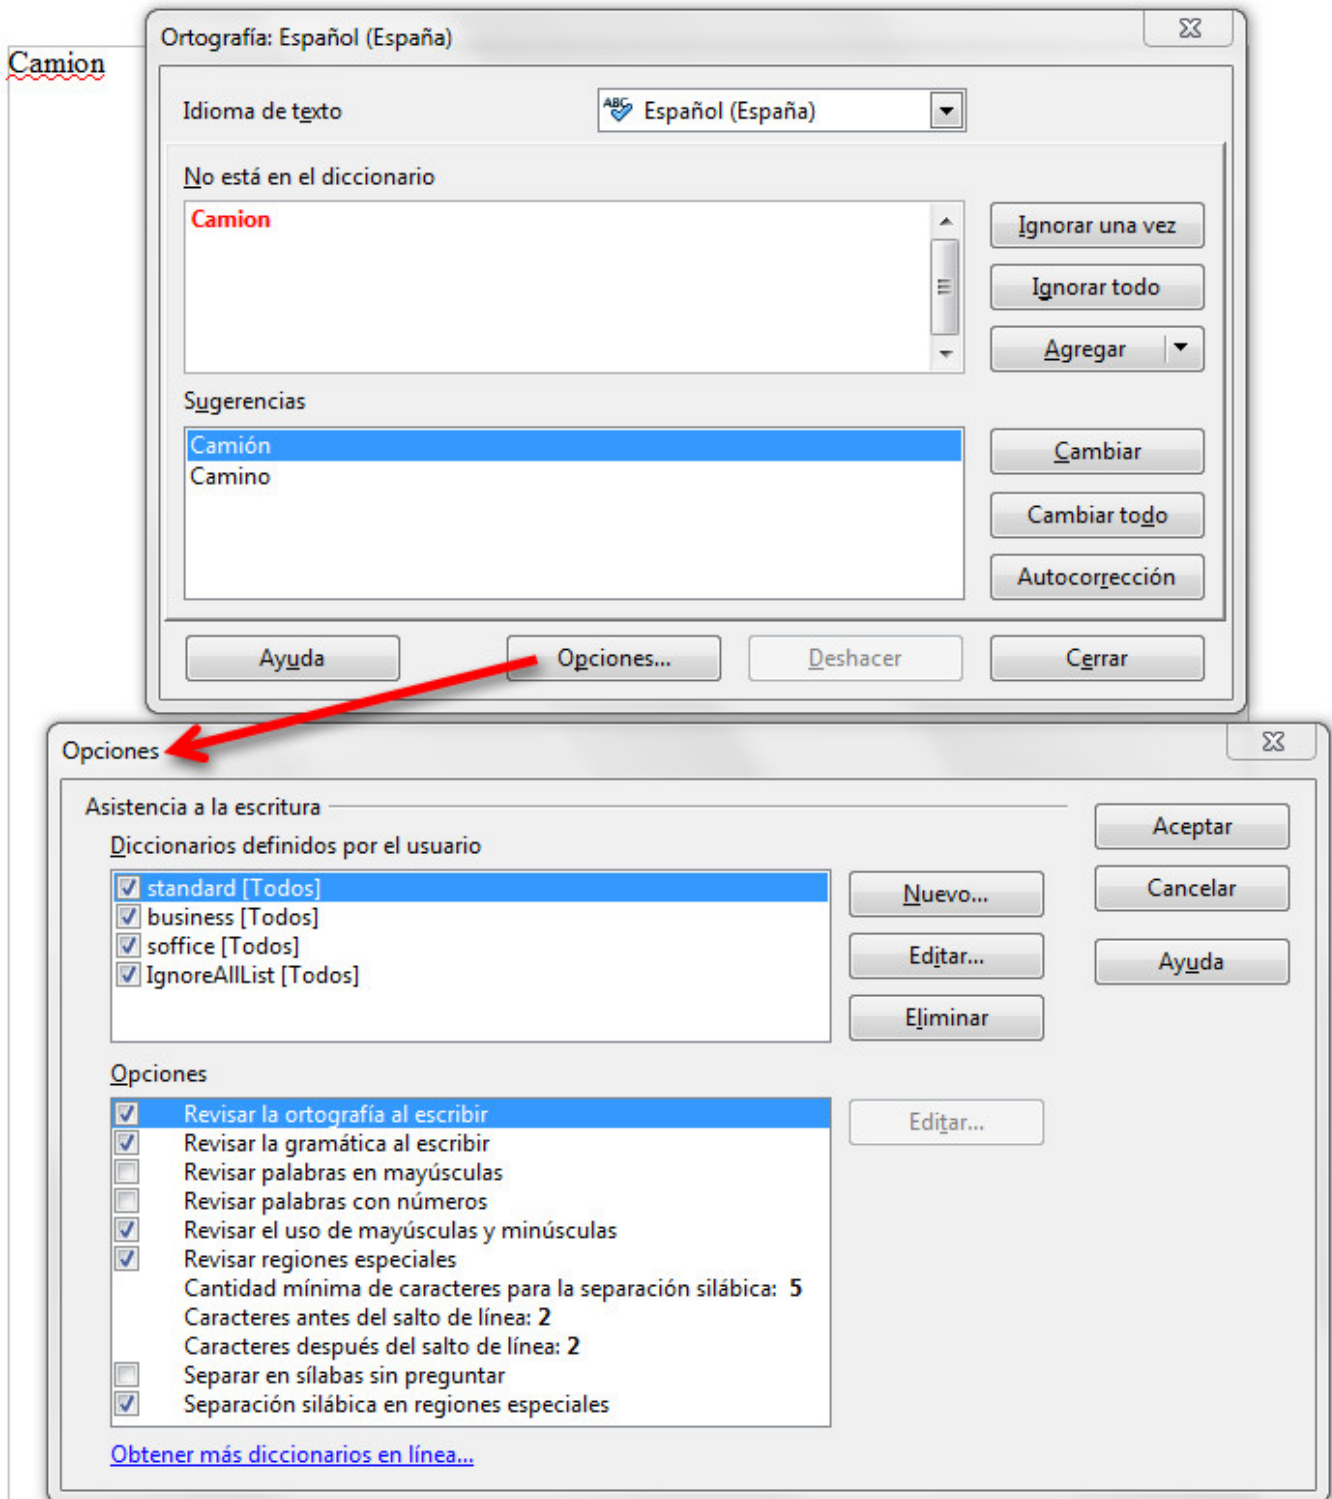 Camion
Ortografía: Español (España)
Idioma de texto
ABC Español (España)
No está en el diccionario
Camion
Ignorar una vez
Ignorar todo
Agregar
Sugerencias
Camión
Camino
Cambiar
Cambiar todo
Autocorrección
Ayuda
Opciones...
Deshacer
Cerrar
Opciones
Asistencia a la escritura
Diccionarios definidos por el usuario
standard [Todos]
business [Todos]
soffice [Todos]
IgnoreAllList [Todos]
Nuevo...
Editar...
Eliminar
Aceptar
Cancelar
Ayuda
Opciones
Revisar la ortografía al escribir
Revisar la gramática al escribir
Revisar palabras en mayúsculas
Revisar palabras con números
Revisar el uso de mayúsculas y minúsculas
Revisar regiones especiales
Cantidad mínima de caracteres para la separación silábica: 5
Caracteres antes del salto de línea: 2
Caracteres después del salto de línea: 2
Separar en sílabas sin preguntar
Separación silábica en regiones especiales
Editar...
Obtener más diccionarios en línea...